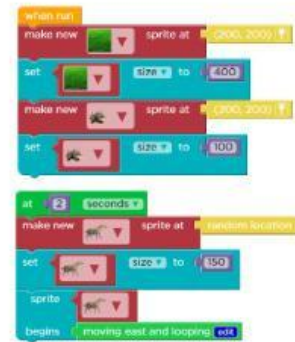 when run
make new ▼ sprite at (200, 200)
set ▼ size ▼ to 400
make new ▼ sprite at (200, 200)
set ▼ size ▼ to 100
at 2 seconds ▼
make new ▼ sprite at random location
set ▼ size ▼ to 150
sprite ▼
begins moving east and looping edit